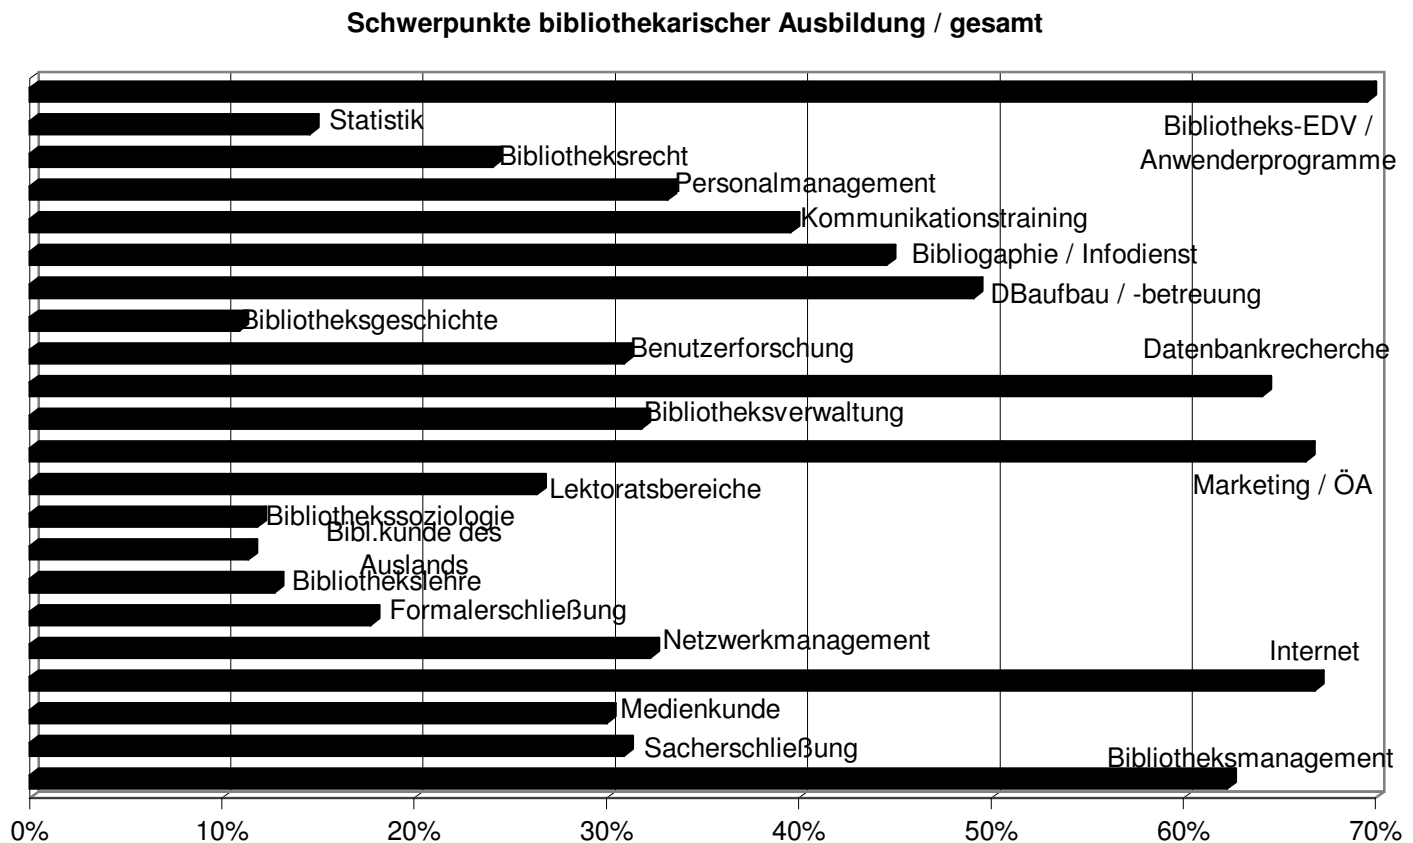 Schwerpunkte bibliothekarischer Ausbildung / gesamt
Statistik
Bibliotheks-EDV /
Anwenderprogramme
Bibliotheksrecht
Personalmanagement
Kommunikationstraining
Bibliogaphie / Infodienst
DBaufbau / -betreuung
Bibliotheksgeschichte
Benutzerforschung
Datenbankrecherche
Bibliotheksverwaltung
Marketing / ÖA
Lektoratsbereiche
Bibliothekssoziologie
Bibl.kunde des
Auslands
Bibliothekslehre
Formalerschließung
Netzwerkmanagement
Internet
Medienkunde
Sacherschließung
Bibliotheksmanagement
0% 10% 20% 30% 40% 50% 60% 70%